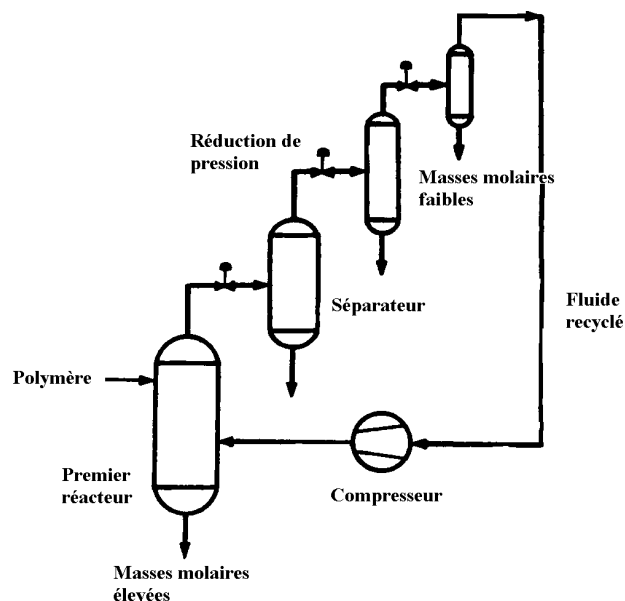 Réduction de
pression
Masses molaires
faibles
Séparateur
Fluide
recyclé
Polymère
Premier
réacteur
Compresseur
Masses molaires
élevées